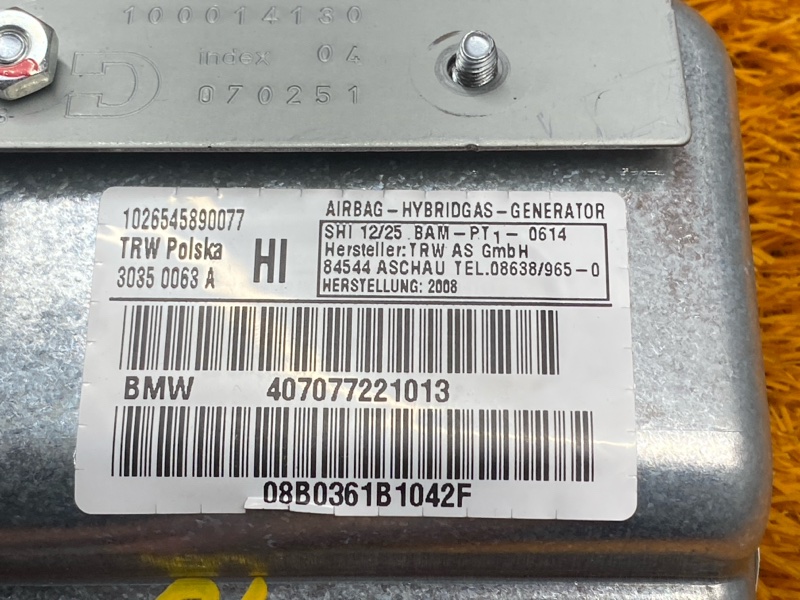 100014130
index 04
070251
1026545890077
TRW Polska
3035 0063 A
HI
AIRBAG-HYBRIDGAS-GENERATOR
SHI 12/25 BAM-PT1-0614
Hersteller:TRW AS GmbH
84544 ASCHAU TEL.08638/965-0
HERSTELLUNG: 2008
BMW 407077221013
08B0361B1042F